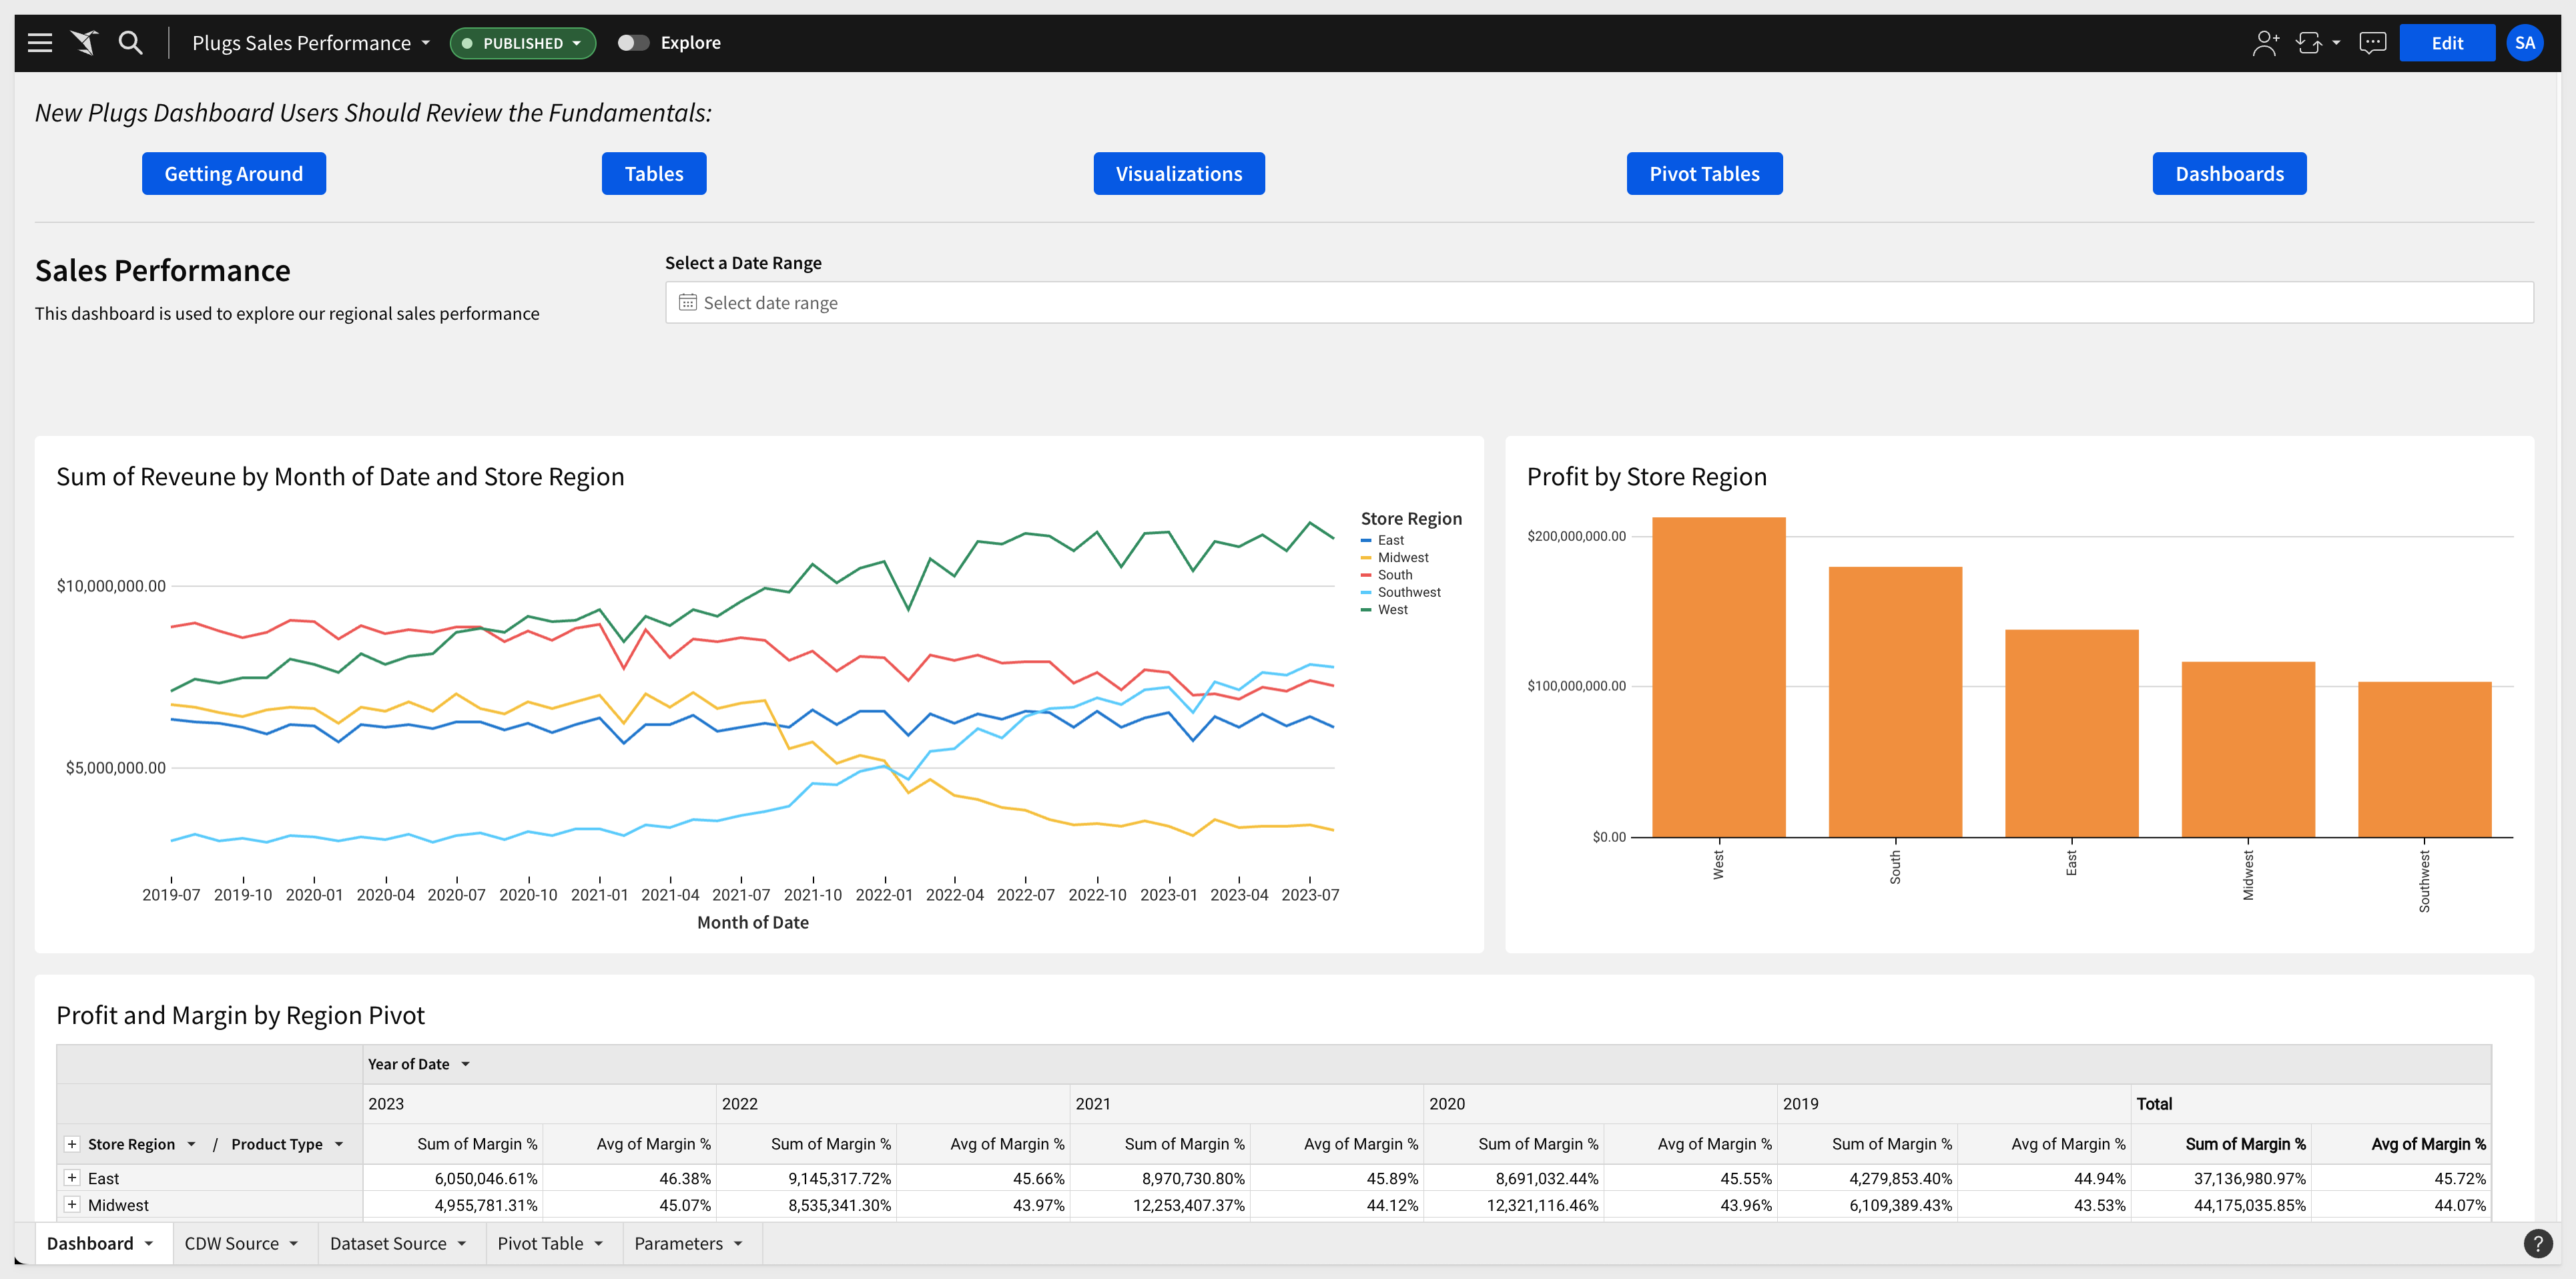 Plugs Sales Performance PUBLISHED Explore Edit SA
New Plugs Dashboard Users Should Review the Fundamentals:
Getting Around Tables Visualizations Pivot Tables Dashboards
Sales Performance
This dashboard is used to explore our regional sales performance
Select a Date Range
Select date range
Sum of Reveune by Month of Date and Store Region
Store Region
East
Midwest
South
Southwest
West
$10,000,000.00
$5,000,000.00
2019-07 2019-10 2020-01 2020-04 2020-07 2020-10 2021-01 2021-04 2021-07 2021-10 2022-01 2022-04 2022-07 2022-10 2023-01 2023-04 2023-07
Month of Date
Profit by Store Region
$200,000,000.00
$100,000,000.00
$0.00
West South East Midwest Southwest
Profit and Margin by Region Pivot
Year of Date
2023 2022 2021 2020 2019 Total
+ Store Region / Product Type Sum of Margin % Avg of Margin % Sum of Margin % Avg of Margin % Sum of Margin % Avg of Margin % Sum of Margin % Avg of Margin % Sum of Margin % Avg of Margin % Sum of Margin % Avg of Margin %
+ East 6,050,046.61% 46.38% 9,145,317.72% 45.66% 8,970,730.80% 45.89% 8,691,032.44% 45.55% 4,279,853.40% 44.94% 37,136,980.97% 45.72%
+ Midwest 4,955,781.31% 45.07% 8,535,341.30% 43.97% 12,253,407.37% 44.12% 12,321,116.46% 43.96% 6,109,389.43% 43.53% 44,175,035.85% 44.07%
Dashboard CDW Source Dataset Source Pivot Table Parameters ?